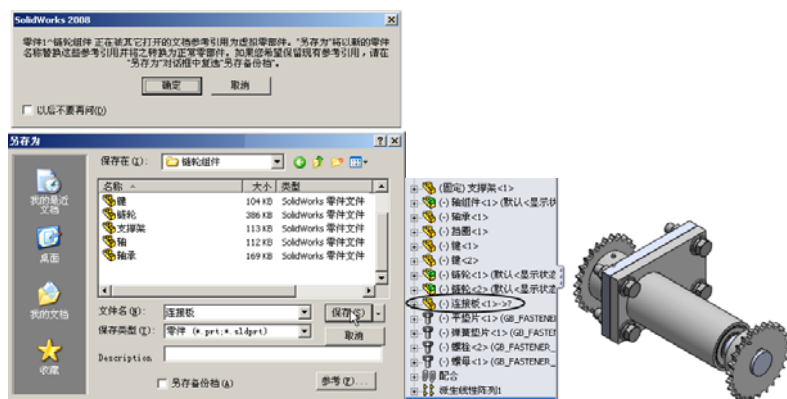 SolidWorks 2008
零件1^链轮组件 正在被其它打开的文档参考引用为虚拟零部件。“另存为”将以新的零件
名称替换这些参考引用并将之转换为正常零部件。如果您希望保留现有参考引用，请在
“另存为”对话框中复选“另存备份档”。
确定
取消
以后不要再问(D)
另存为
保存在(I):
链轮组件
我的最近
文档
桌面
我的文档
收藏
名称 大小 类型
键 104 KB SolidWorks 零件文件
链轮 386 KB SolidWorks 零件文件
支撑架 113 KB SolidWorks 零件文件
轴 112 KB SolidWorks 零件文件
轴承 169 KB SolidWorks 零件文件
文件名(N):
连接板
保存(S)
保存类型(T):
零件 (*.prt;*.sldprt)
取消
Description
另存备份档(A)
参考(F)...
(固定) 支撑架<1>
(-) 轴组件<1> (默认<显示状
(-) 轴承<1>
(-) 挡圈<1>
(-) 键<1>
(-) 键<2>
(-) 链轮<1> (默认<显示状态
(-) 链轮<2> (默认<显示状态
(-) 连接板<1>->?
(-) 平垫片<1> (GB_FASTENER
(-) 弹簧垫片<1> (GB_FASTEN
(-) 螺栓<2> (GB_FASTENER_
(-) 螺母<1> (GB_FASTENER_
配合
派生线性阵列1